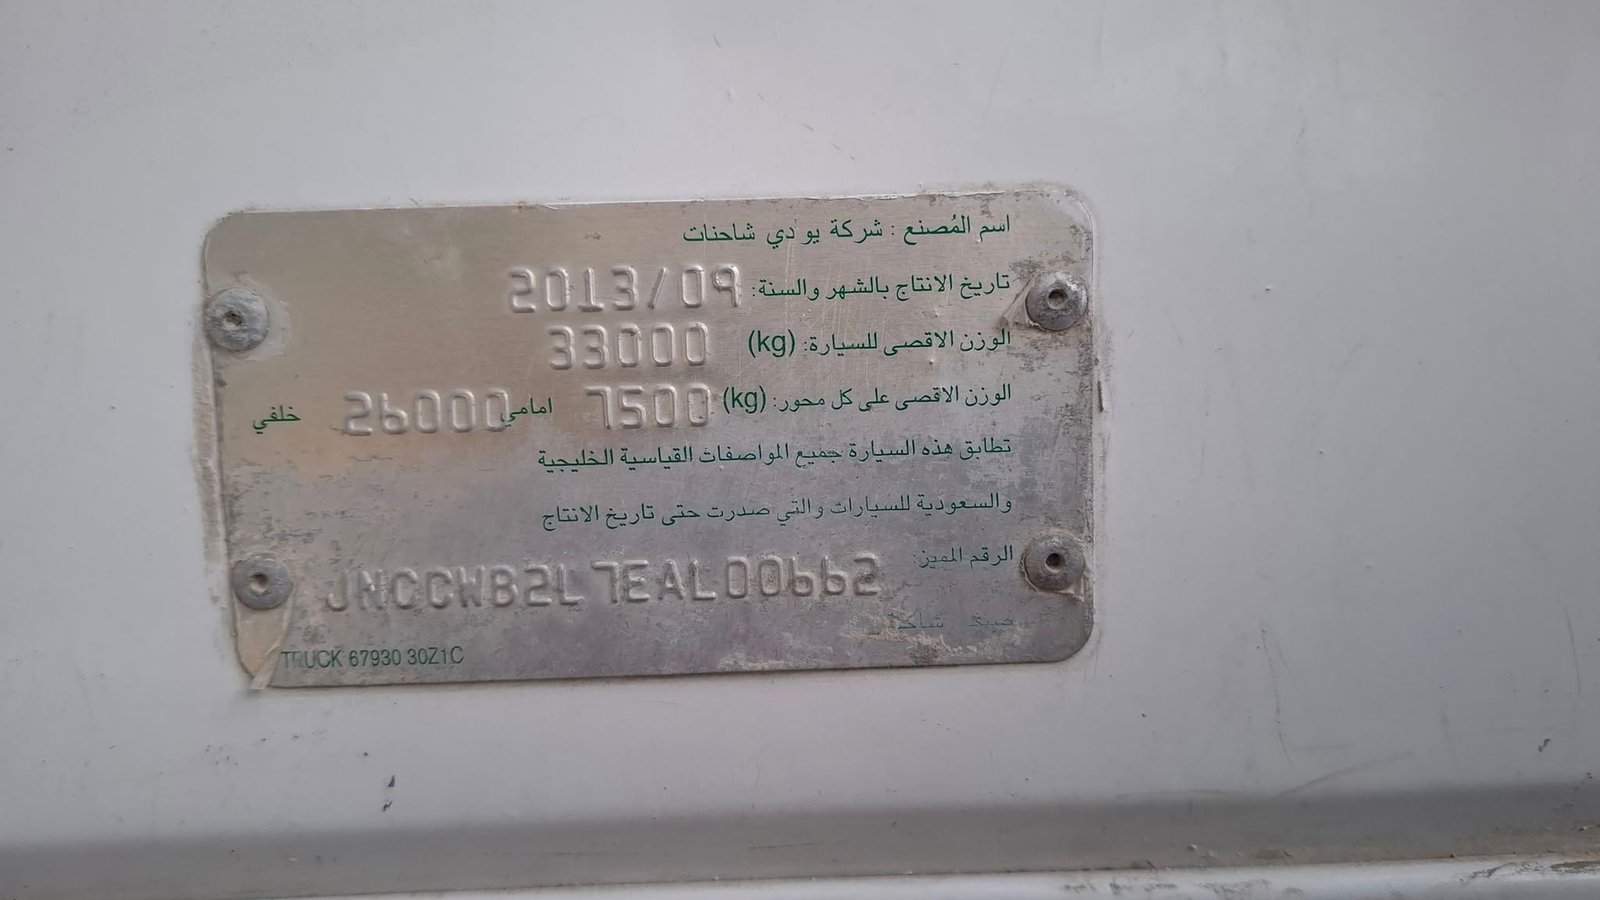 اسم المُصنع : شركة يو دي شاحنات
تاريخ الانتاج بالشهر والسنة: 2013/09
الوزن الاقصى للسيارة: (kg) 33000
الوزن الاقصى على كل محور: (kg) 7500 امامي 26000 خلفي
تطابق هذه السيارة جميع المواصفات القياسية الخليجية
والسعودية للسيارات والتي صدرت حتى تاريخ الانتاج
الرقم المميز: JNCCWB2L7EAL00662
TRUCK 67930 30Z1C